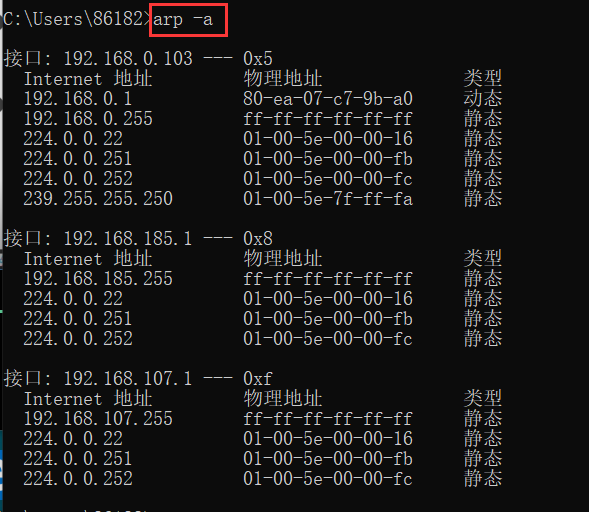 C:\Users\86182>arp -a
接口: 192.168.0.103 --- 0x5
Internet 地址 物理地址 类型
192.168.0.1 80-ea-07-c7-9b-a0 动态
192.168.0.255 ff-ff-ff-ff-ff-ff 静态
224.0.0.22 01-00-5e-00-00-16 静态
224.0.0.251 01-00-5e-00-00-fb 静态
224.0.0.252 01-00-5e-00-00-fc 静态
239.255.255.250 01-00-5e-7f-ff-fa 静态
接口: 192.168.185.1 --- 0x8
Internet 地址 物理地址 类型
192.168.185.255 ff-ff-ff-ff-ff-ff 静态
224.0.0.22 01-00-5e-00-00-16 静态
224.0.0.251 01-00-5e-00-00-fb 静态
224.0.0.252 01-00-5e-00-00-fc 静态
接口: 192.168.107.1 --- 0xf
Internet 地址 物理地址 类型
192.168.107.255 ff-ff-ff-ff-ff-ff 静态
224.0.0.22 01-00-5e-00-00-16 静态
224.0.0.251 01-00-5e-00-00-fb 静态
224.0.0.252 01-00-5e-00-00-fc 静态